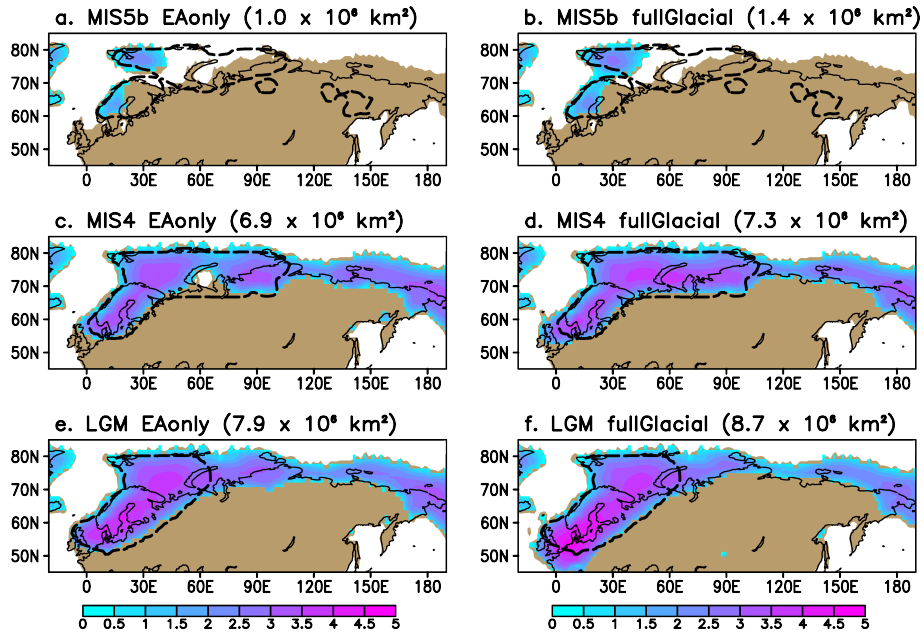 a. MIS5b EAonly (1.0 x 10⁶ km²)
b. MIS5b fullGlacial (1.4 x 10⁶ km²)
80N
70N
60N
50N
0 30E 60E 90E 120E 150E 180
80N
70N
60N
50N
0 30E 60E 90E 120E 150E 180
c. MIS4 EAonly (6.9 x 10⁶ km²)
d. MIS4 fullGlacial (7.3 x 10⁶ km²)
80N
70N
60N
50N
0 30E 60E 90E 120E 150E 180
80N
70N
60N
50N
0 30E 60E 90E 120E 150E 180
e. LGM EAonly (7.9 x 10⁶ km²)
f. LGM fullGlacial (8.7 x 10⁶ km²)
80N
70N
60N
50N
0 30E 60E 90E 120E 150E 180
80N
70N
60N
50N
0 30E 60E 90E 120E 150E 180
0 0.5 1 1.5 2 2.5 3 3.5 4 4.5 5
0 0.5 1 1.5 2 2.5 3 3.5 4 4.5 5